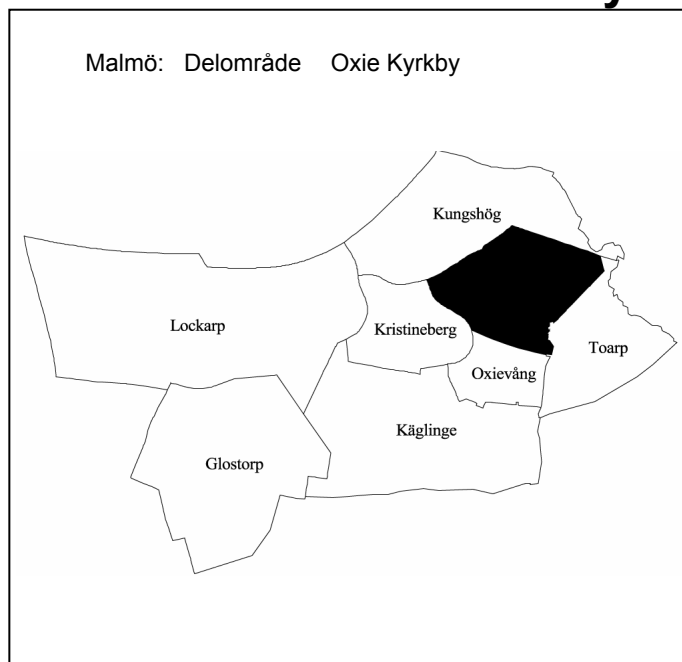 Malmö: Delområde Oxie Kyrkby
Kungshög
Lockarp
Kristineberg
Toarp
Oxievång
Käglinge
Glostorp